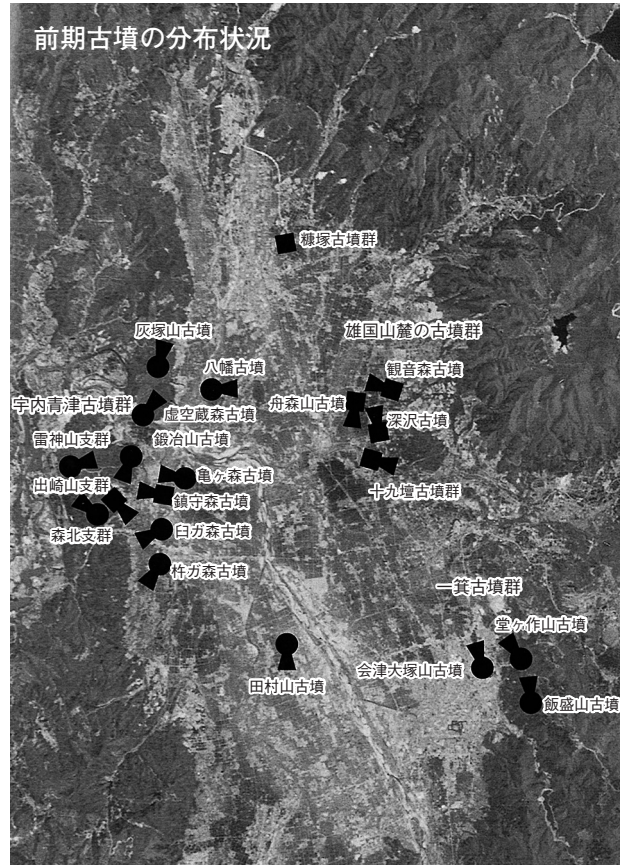 前期古墳の分布状況
糠塚古墳群
灰塚山古墳
雄国山麓の古墳群
八幡古墳
観音森古墳
宇内青津古墳群
虚空蔵森古墳
舟森山古墳
深沢古墳
雷神山支群
鍛冶山古墳
亀ヶ森古墳
出崎山支群
鎮守森古墳
十九壇古墳群
森北支群
臼ガ森古墳
杵ガ森古墳
一箕古墳群
堂ヶ作山古墳
会津大塚山古墳
田村山古墳
飯盛山古墳